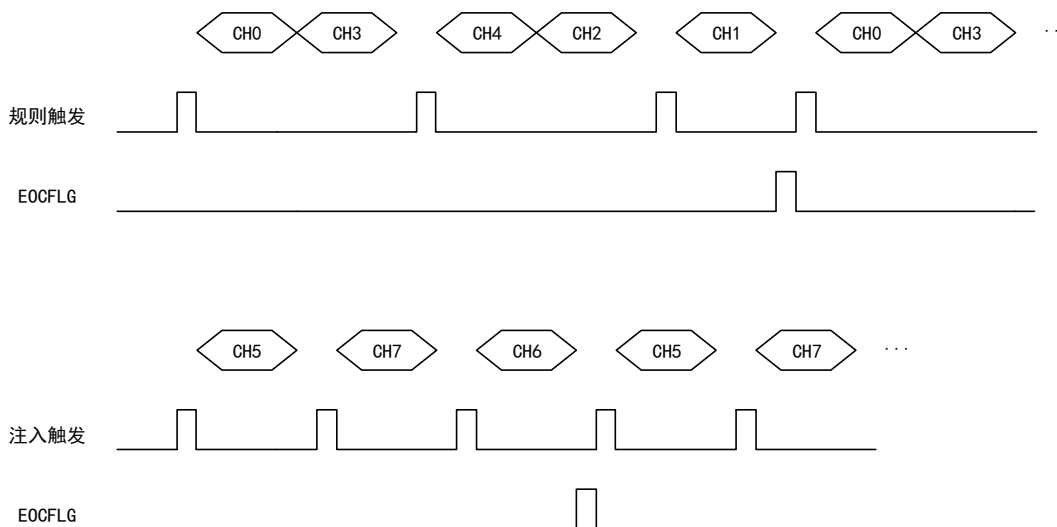 CH0 CH3 CH4 CH2 CH1 CH0 CH3 ··
规则触发
EOCFLG
CH5 CH7 CH6 CH5 CH7 ···
注入触发
EOCFLG